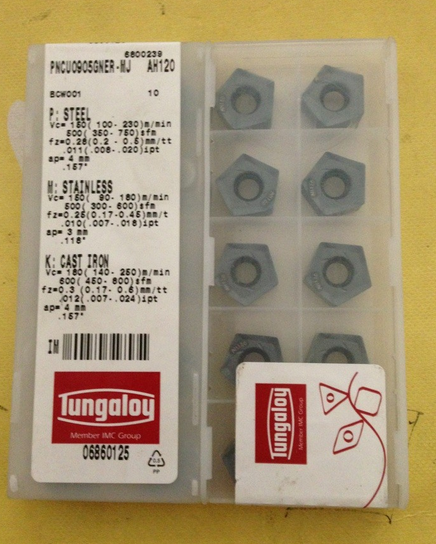 6800239
PNCU0905GNER-MJ AH120
BCW001 10
P: STEEL
Vc= 150( 100- 230)m/min
500( 350- 750)sfm
fz=0.28(0.2 - 0.5)mm/tt
.011(.008-.020)ipt
ap= 4 mm
.157"
M: STAINLESS
Vc= 150( 90- 180)m/min
500( 300- 600)sfm
fz=0.25(0.17-0.45)mm/t
.010(.007-.018)ipt
ap= 3 mm
.118"
K: CAST IRON
Vc= 180( 140- 250)m/min
600( 450- 800)sfm
fz=0.3 (0.17- 0.6)mm/tt
.012(.007-.024)ipt
ap= 4 mm
.157"
IM
Tungaloy
Member IMC Group
06860125
PP
Tungaloy
Member IMC Group